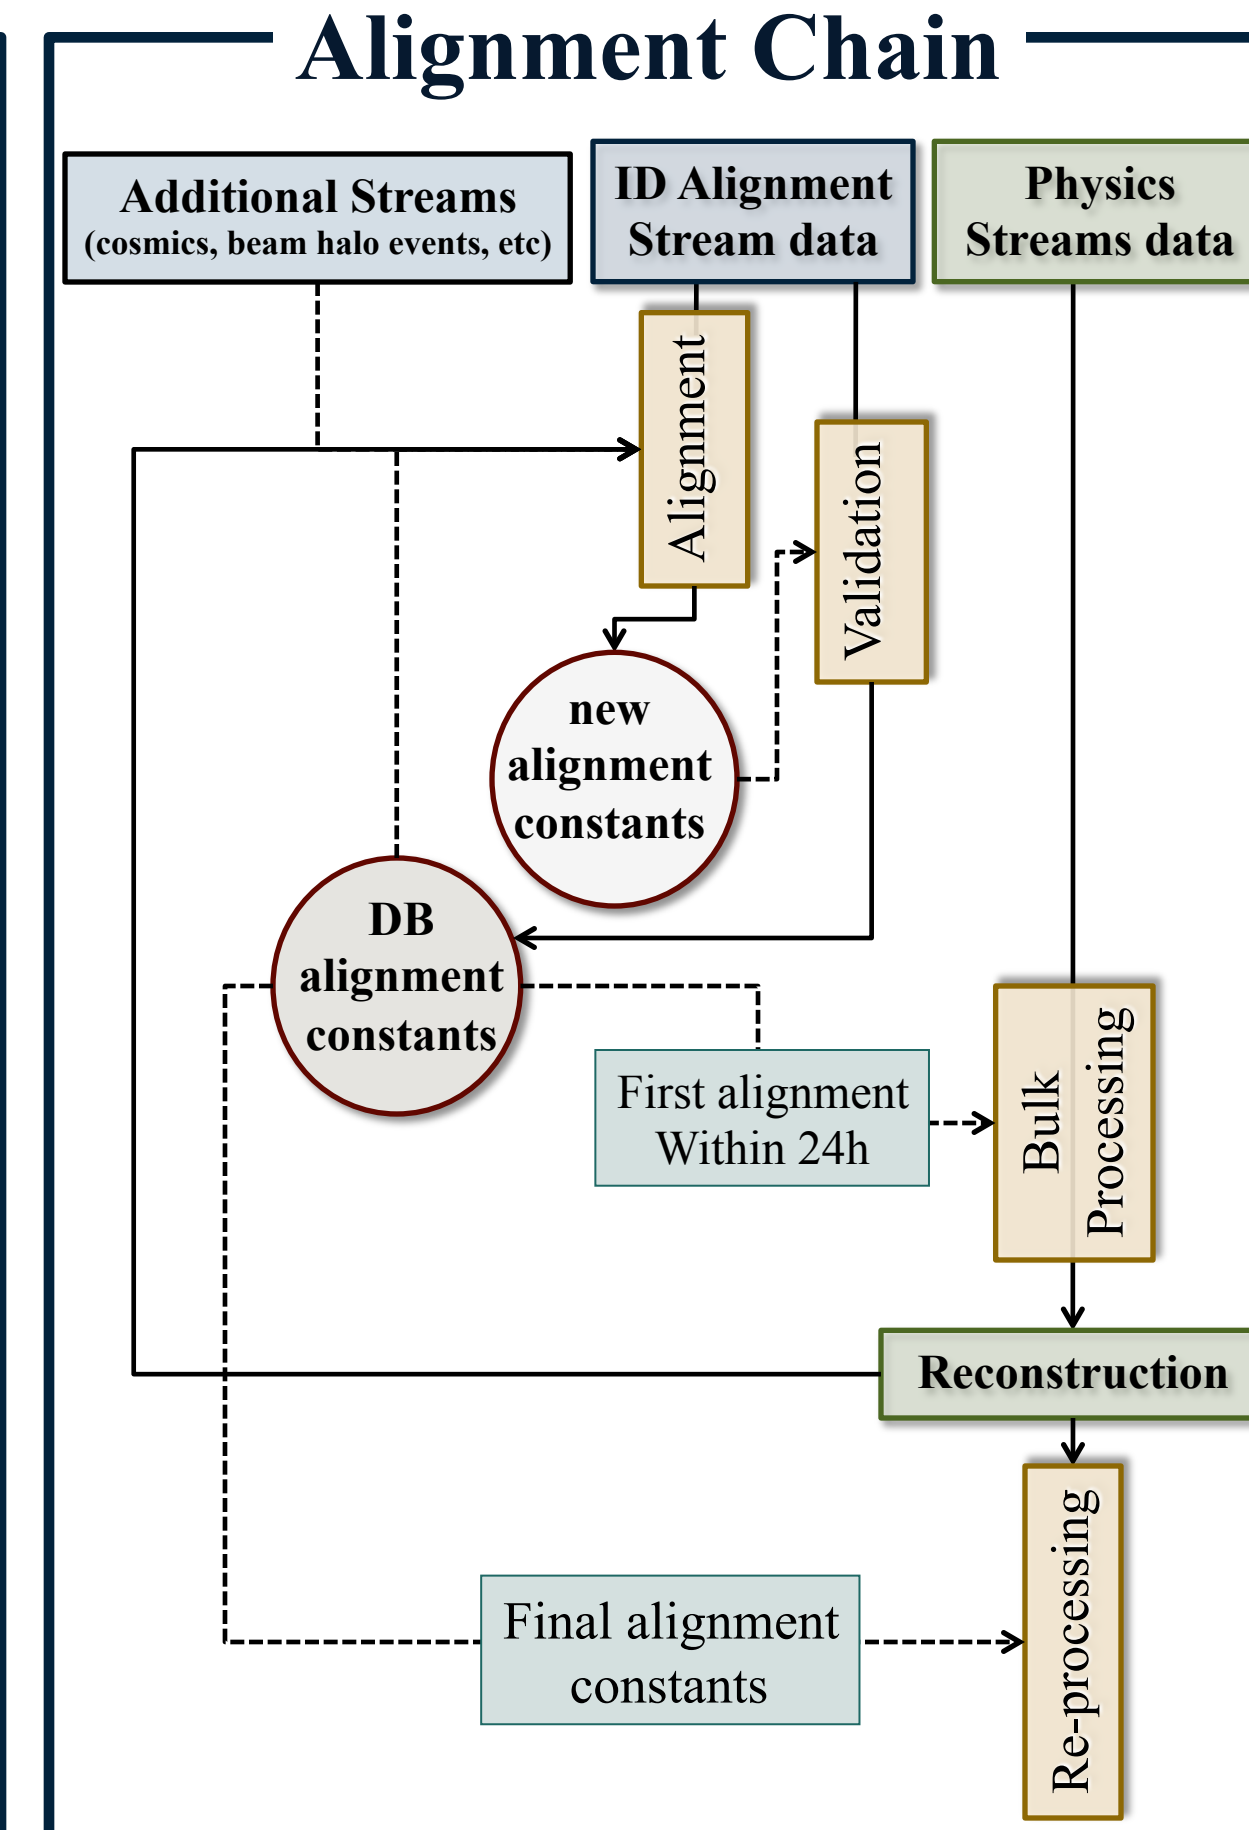 Alignment Chain
Additional Streams
(cosmics, beam halo events, etc)
ID Alignment
Stream data
Physics
Streams data
Alignment
Validation
new
alignment
constants
DB
alignment
constants
First alignment
Within 24h
Bulk
Processing
Reconstruction
Final alignment
constants
Re-processing